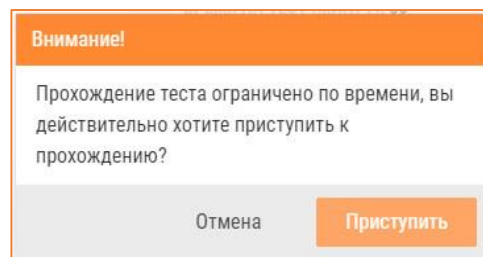 Внимание!
Прохождение теста ограничено по времени, вы
действительно хотите приступить к
прохождению?
Отмена
Приступить